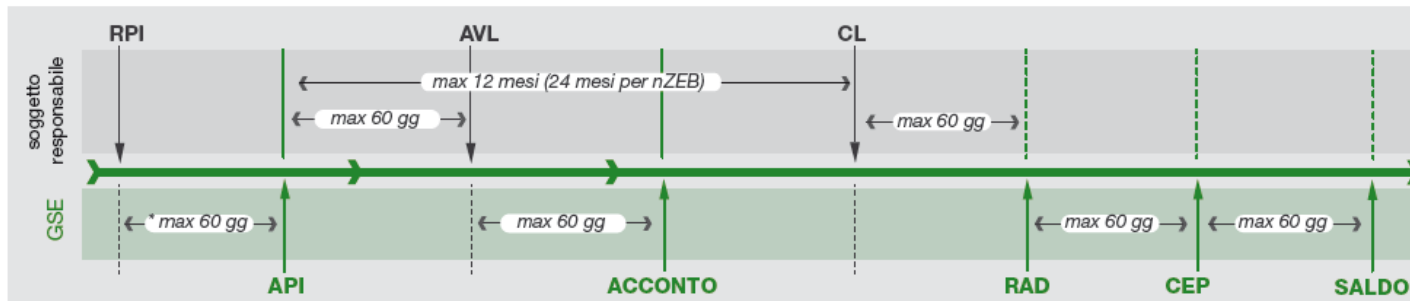 RPI AVL CL
soggetto
responsabile
max 12 mesi (24 mesi per nZEB)
max 60 gg
max 60 gg
GSE
* max 60 gg
max 60 gg
max 60 gg
max 60 gg
API ACCONTO RAD CEP SALDO